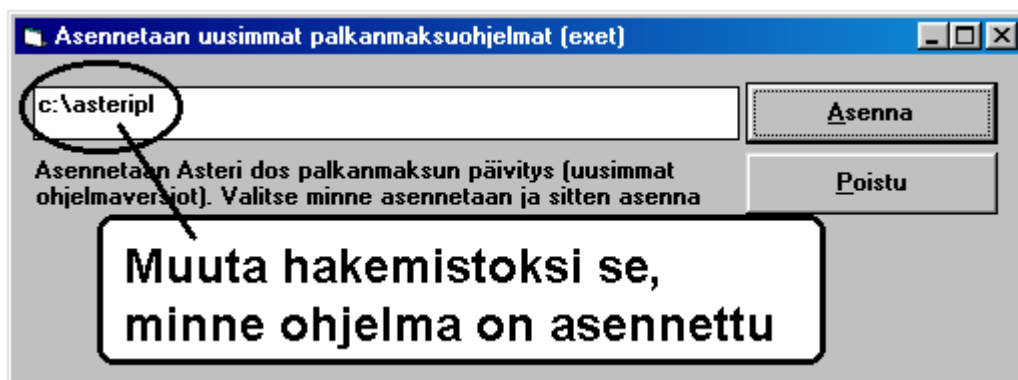 Asennetaan uusimmat palkanmaksuohjelmat (exet)
c:\asteripl
Asenna
Asennetaan Asteri dos palkanmaksun päivitys (uusimmat
ohjelmaversiot). Valitse minne asennetaan ja sitten asenna
Poistu
Muuta hakemistoksi se,
minne ohjelma on asennettu